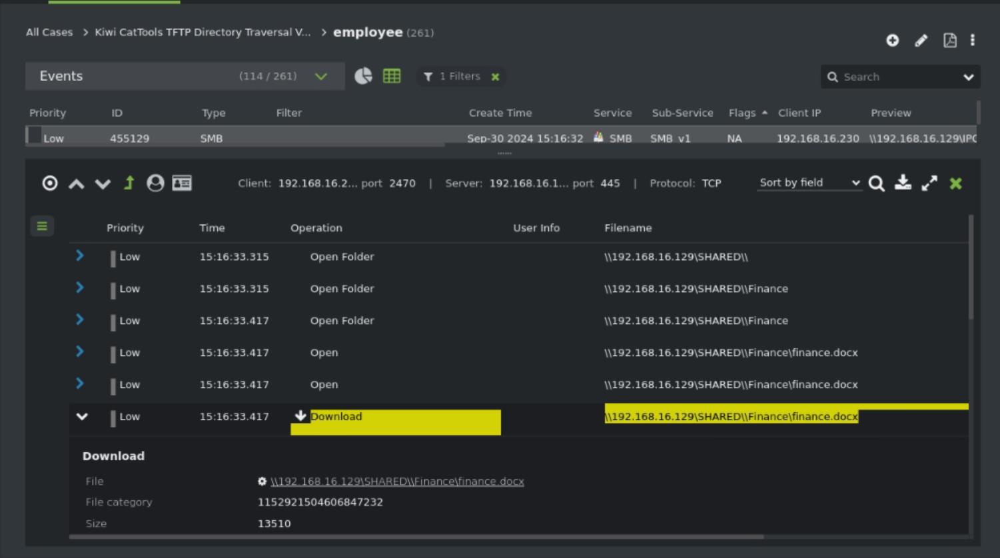 All Cases > Kiwi CatTools TFTP Directory Traversal V... > employee (261)
Events (114 / 261) 1 Filters Search
Priority ID Type Filter Create Time Service Sub-Service Flags Client IP Preview
Low 455129 SMB Sep-30 2024 15:16:32 SMB SMB v1 NA 192.168.16.230 \\192.168.16.129\IPC
Client: 192.168.16.2... port 2470 | Server: 192.168.16.1... port 445 | Protocol: TCP Sort by field
Priority Time Operation User Info Filename
Low 15:16:33.315 Open Folder \\192.168.16.129\SHARED\\
Low 15:16:33.315 Open Folder \\192.168.16.129\SHARED\\Finance
Low 15:16:33.417 Open Folder \\192.168.16.129\SHARED\\Finance
Low 15:16:33.417 Open \\192.168.16.129\SHARED\\Finance\finance.docx
Low 15:16:33.417 Open \\192.168.16.129\SHARED\\Finance\finance.docx
Low 15:16:33.417 Download \\192.168.16.129\SHARED\\Finance\finance.docx
Download
File \\192.168.16.129\SHARED\\Finance\finance.docx
File category 1152921504606847232
Size 13510